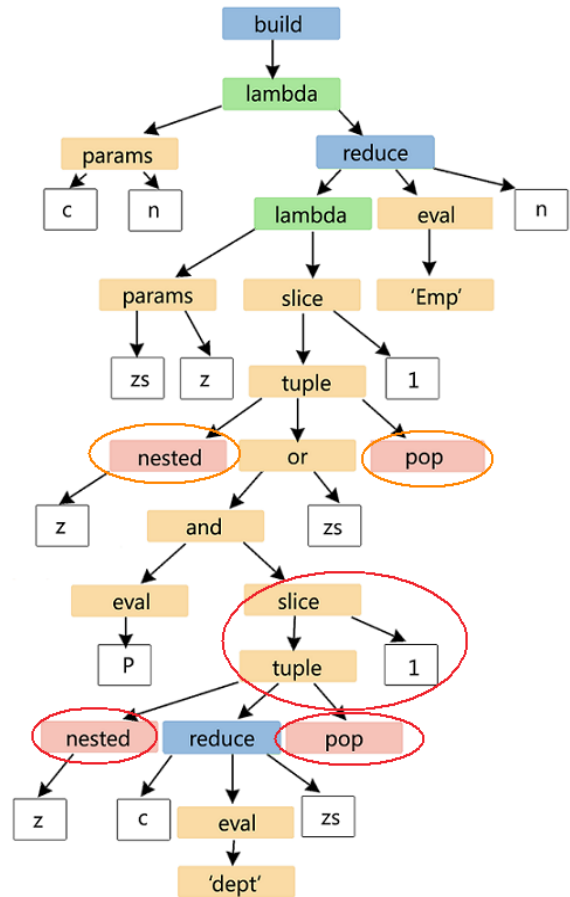 build
lambda
params
reduce
c
n
lambda
eval
n
params
slice
‘Emp’
zs
z
tuple
1
nested
or
pop
z
and
zs
eval
slice
P
tuple
1
nested
reduce
pop
z
c
eval
zs
‘dept’